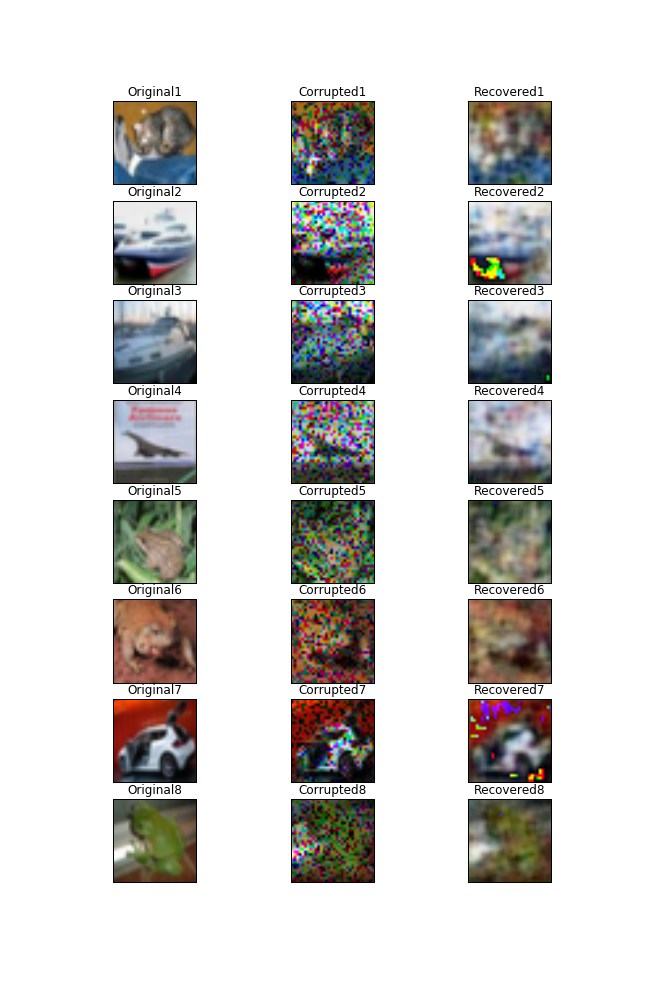 Original1 Corrupted1 Recovered1
Original2 Corrupted2 Recovered2
Original3 Corrupted3 Recovered3
Original4 Corrupted4 Recovered4
Original5 Corrupted5 Recovered5
Original6 Corrupted6 Recovered6
Original7 Corrupted7 Recovered7
Original8 Corrupted8 Recovered8